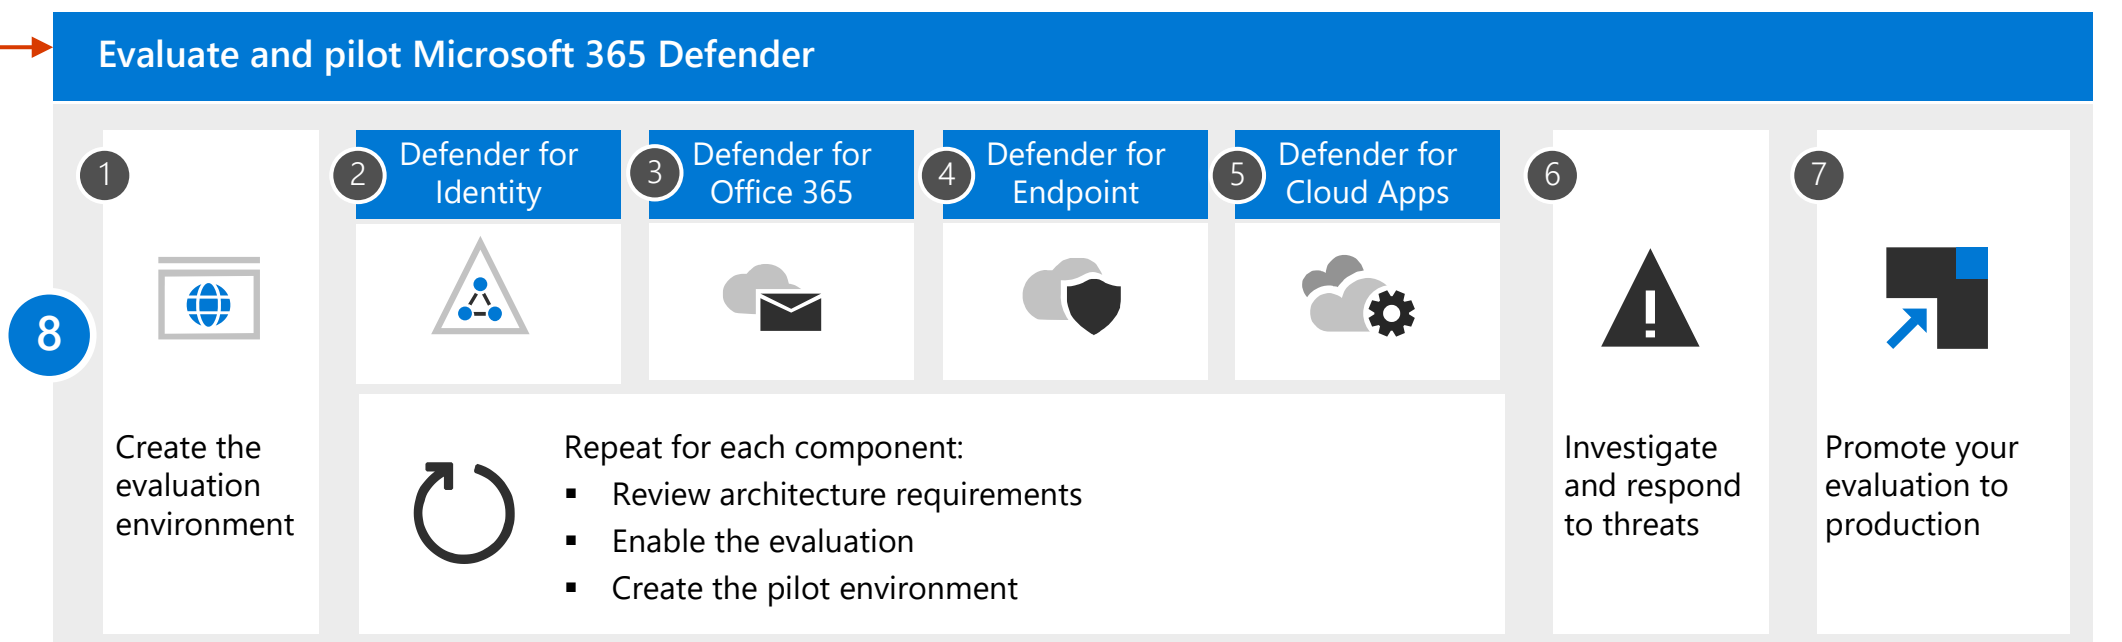 Evaluate and pilot Microsoft 365 Defender
8
1
Create the
evaluation
environment
2
Defender for
Identity
3
Defender for
Office 365
4
Defender for
Endpoint
5
Defender for
Cloud Apps
Repeat for each component:
▪ Review architecture requirements
▪ Enable the evaluation
▪ Create the pilot environment
6
Investigate
and respond
to threats
7
Promote your
evaluation to
production